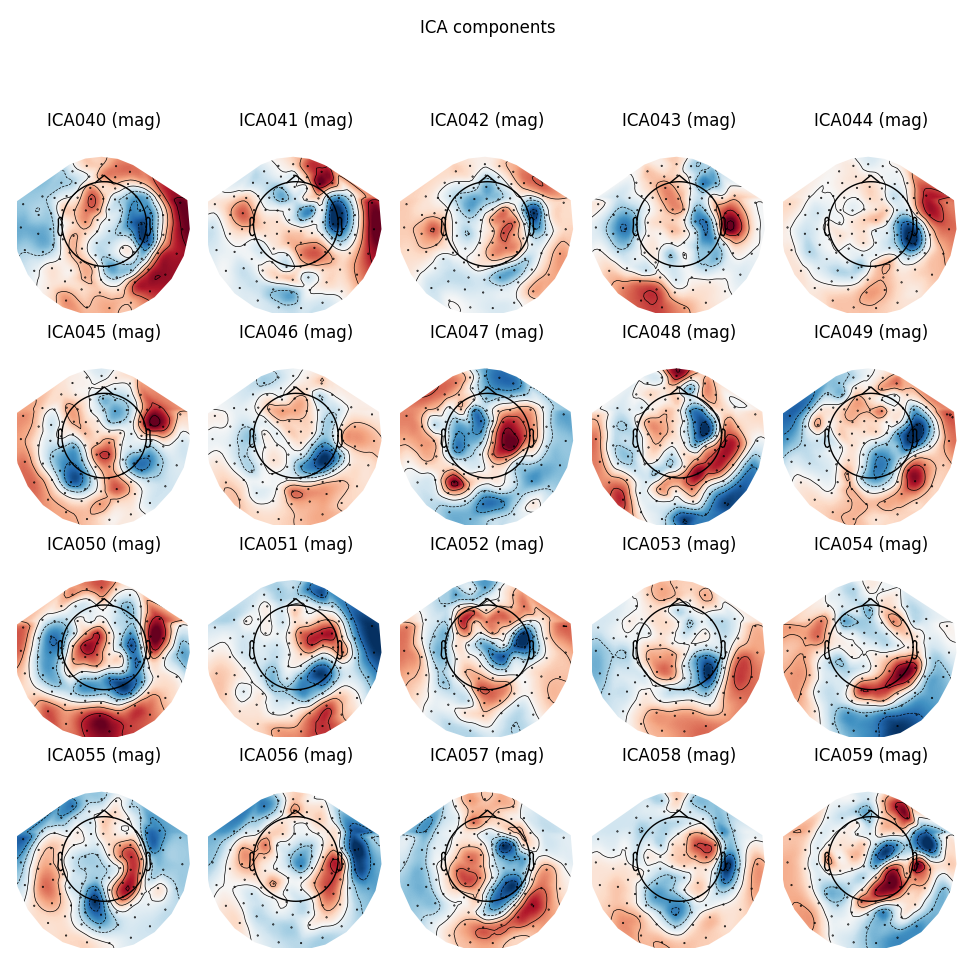 ICA components
ICA040 (mag) ICA041 (mag) ICA042 (mag) ICA043 (mag) ICA044 (mag)
ICA045 (mag) ICA046 (mag) ICA047 (mag) ICA048 (mag) ICA049 (mag)
ICA050 (mag) ICA051 (mag) ICA052 (mag) ICA053 (mag) ICA054 (mag)
ICA055 (mag) ICA056 (mag) ICA057 (mag) ICA058 (mag) ICA059 (mag)